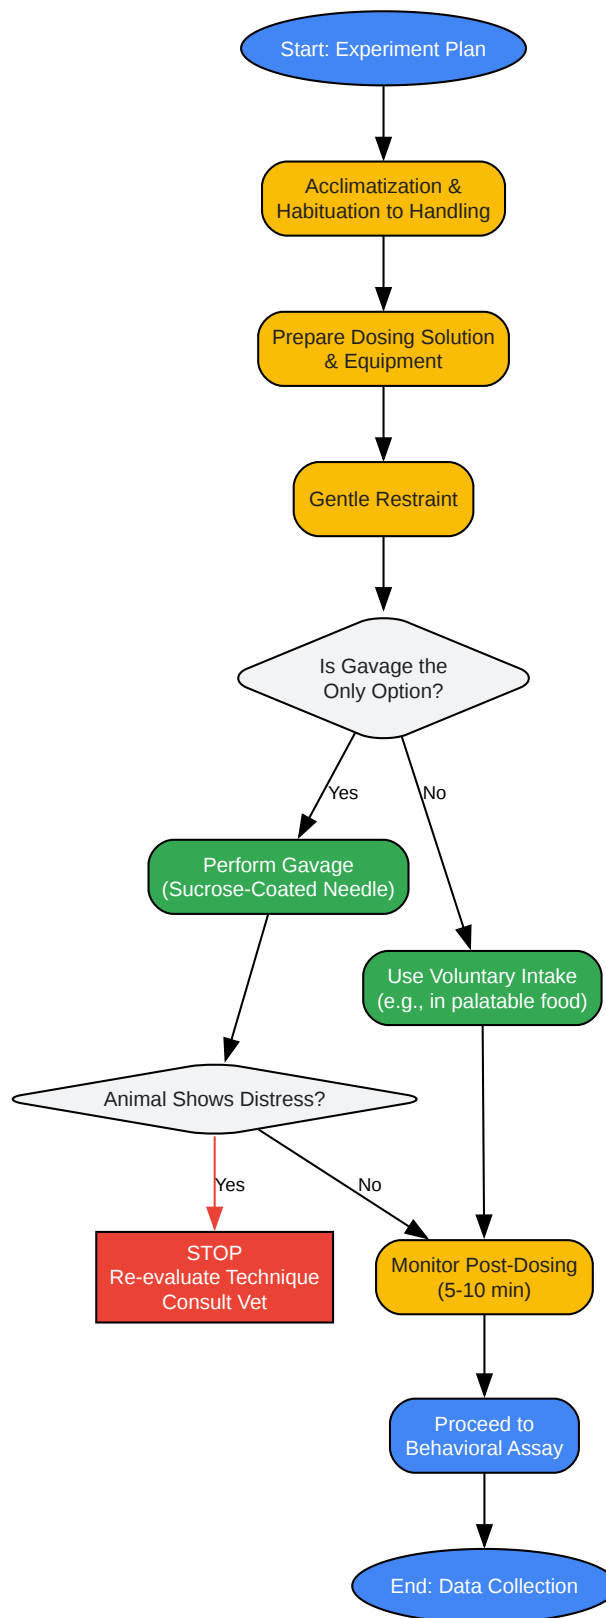 Start: Experiment Plan
Acclimatization &
Habituation to Handling
Prepare Dosing Solution
& Equipment
Gentle Restraint
Is Gavage the
Only Option?
Yes
No
Perform Gavage
(Sucrose-Coated Needle)
Use Voluntary Intake
(e.g., in palatable food)
Animal Shows Distress?
Yes
No
STOP
Re-evaluate Technique
Consult Vet
Monitor Post-Dosing
(5-10 min)
Proceed to
Behavioral Assay
End: Data Collection